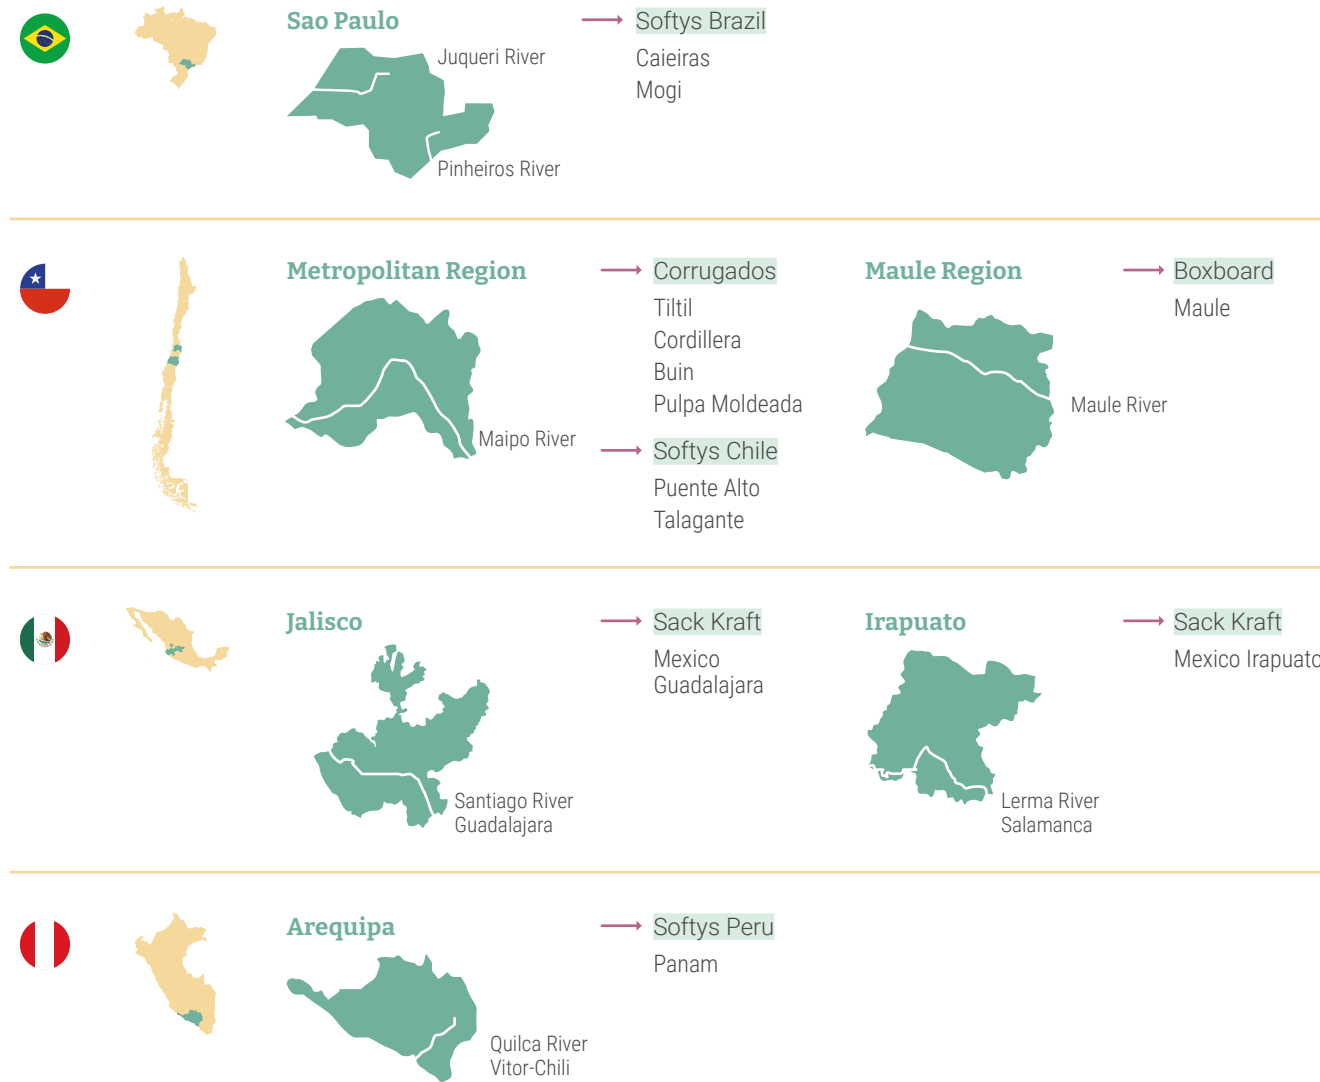 Sao Paulo
Juqueri River
Pinheiros River
Softys Brazil
Caieiras
Mogi
Metropolitan Region
Maipo River
Corrugados
Tiltil
Cordillera
Buin
Pulpa Moldeada
Softys Chile
Puente Alto
Talagante
Maule Region
Maule River
Boxboard
Maule
Jalisco
Santiago River
Guadalajara
Sack Kraft
Mexico
Guadalajara
Irapuato
Lerma River
Salamanca
Sack Kraft
Mexico Irapuato
Arequipa
Quilca River
Vitor-Chili
Softys Peru
Panam